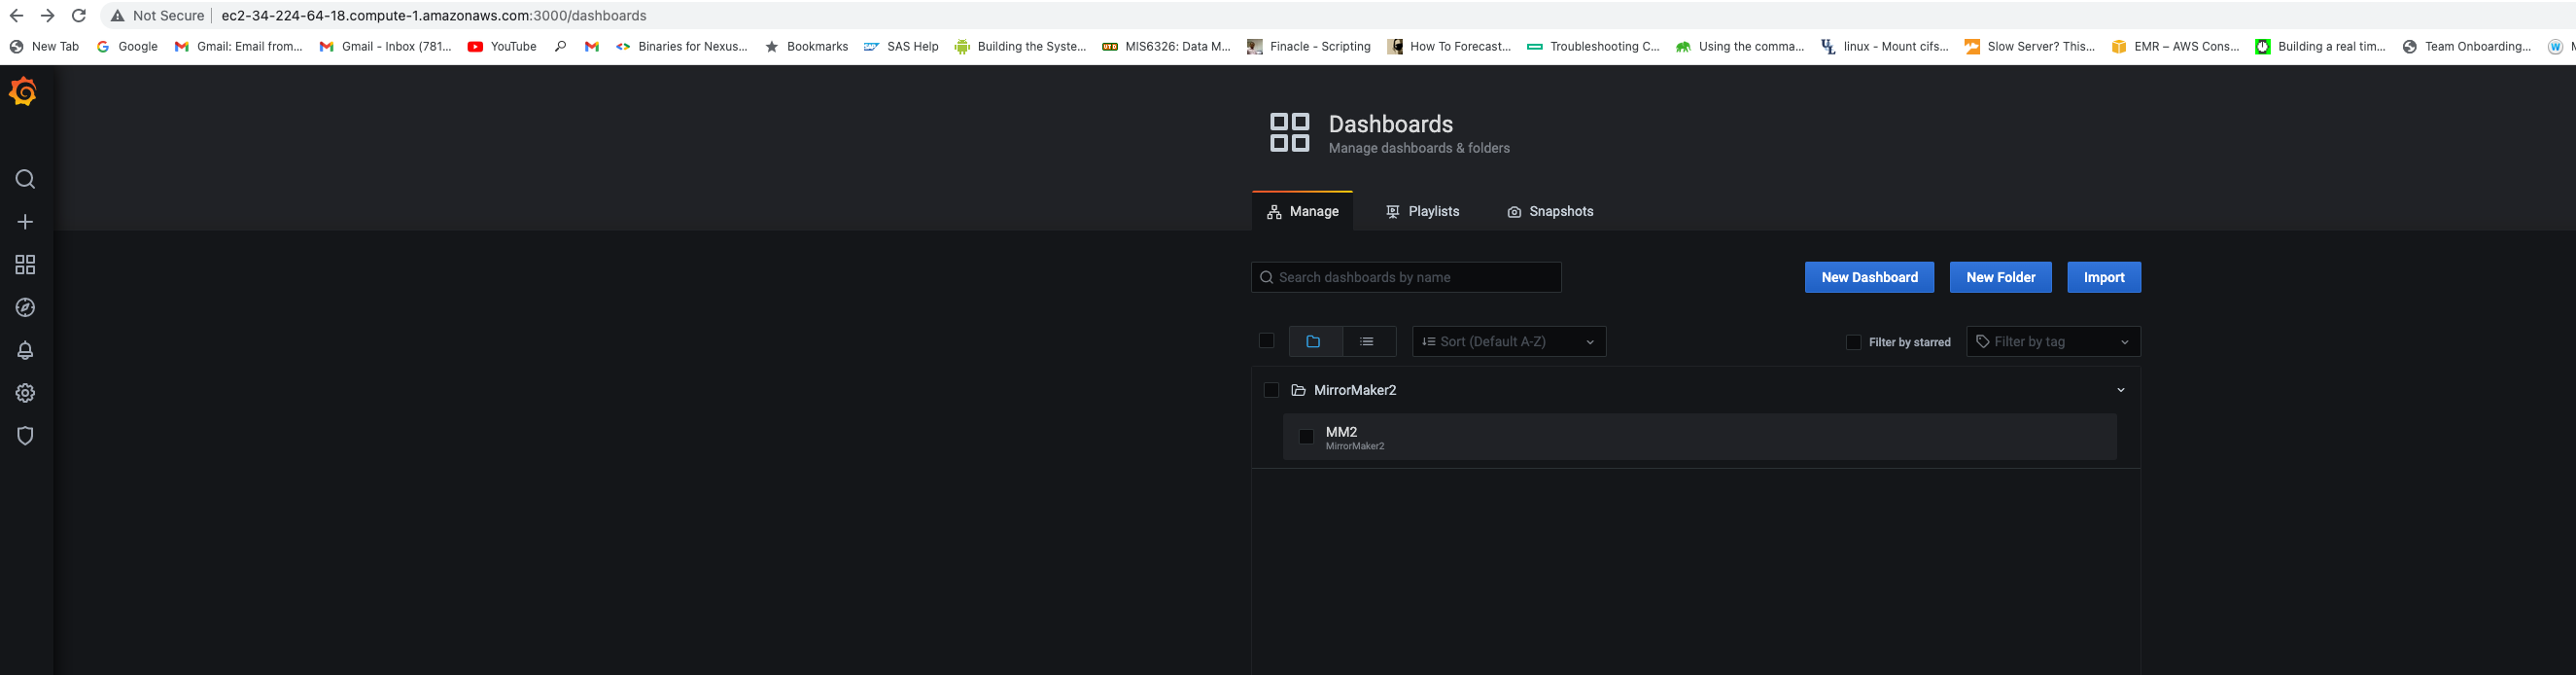 Not Secure ec2-34-224-64-18.compute-1.amazonaws.com:3000/dashboards
New Tab Google Gmail: Email from... Gmail - Inbox (781... YouTube Binaries for Nexus... Bookmarks SAS Help Building the Syste... MIS6326: Data M... Finacle - Scripting How To Forecast... Troubleshooting C... Using the comma... linux - Mount cifs... Slow Server? This... EMR – AWS Cons... Building a real tim... Team Onboarding...
Dashboards
Manage dashboards & folders
Manage Playlists Snapshots
Search dashboards by name New Dashboard New Folder Import
Sort (Default A-Z) Filter by starred Filter by tag
MirrorMaker2
MM2
MirrorMaker2